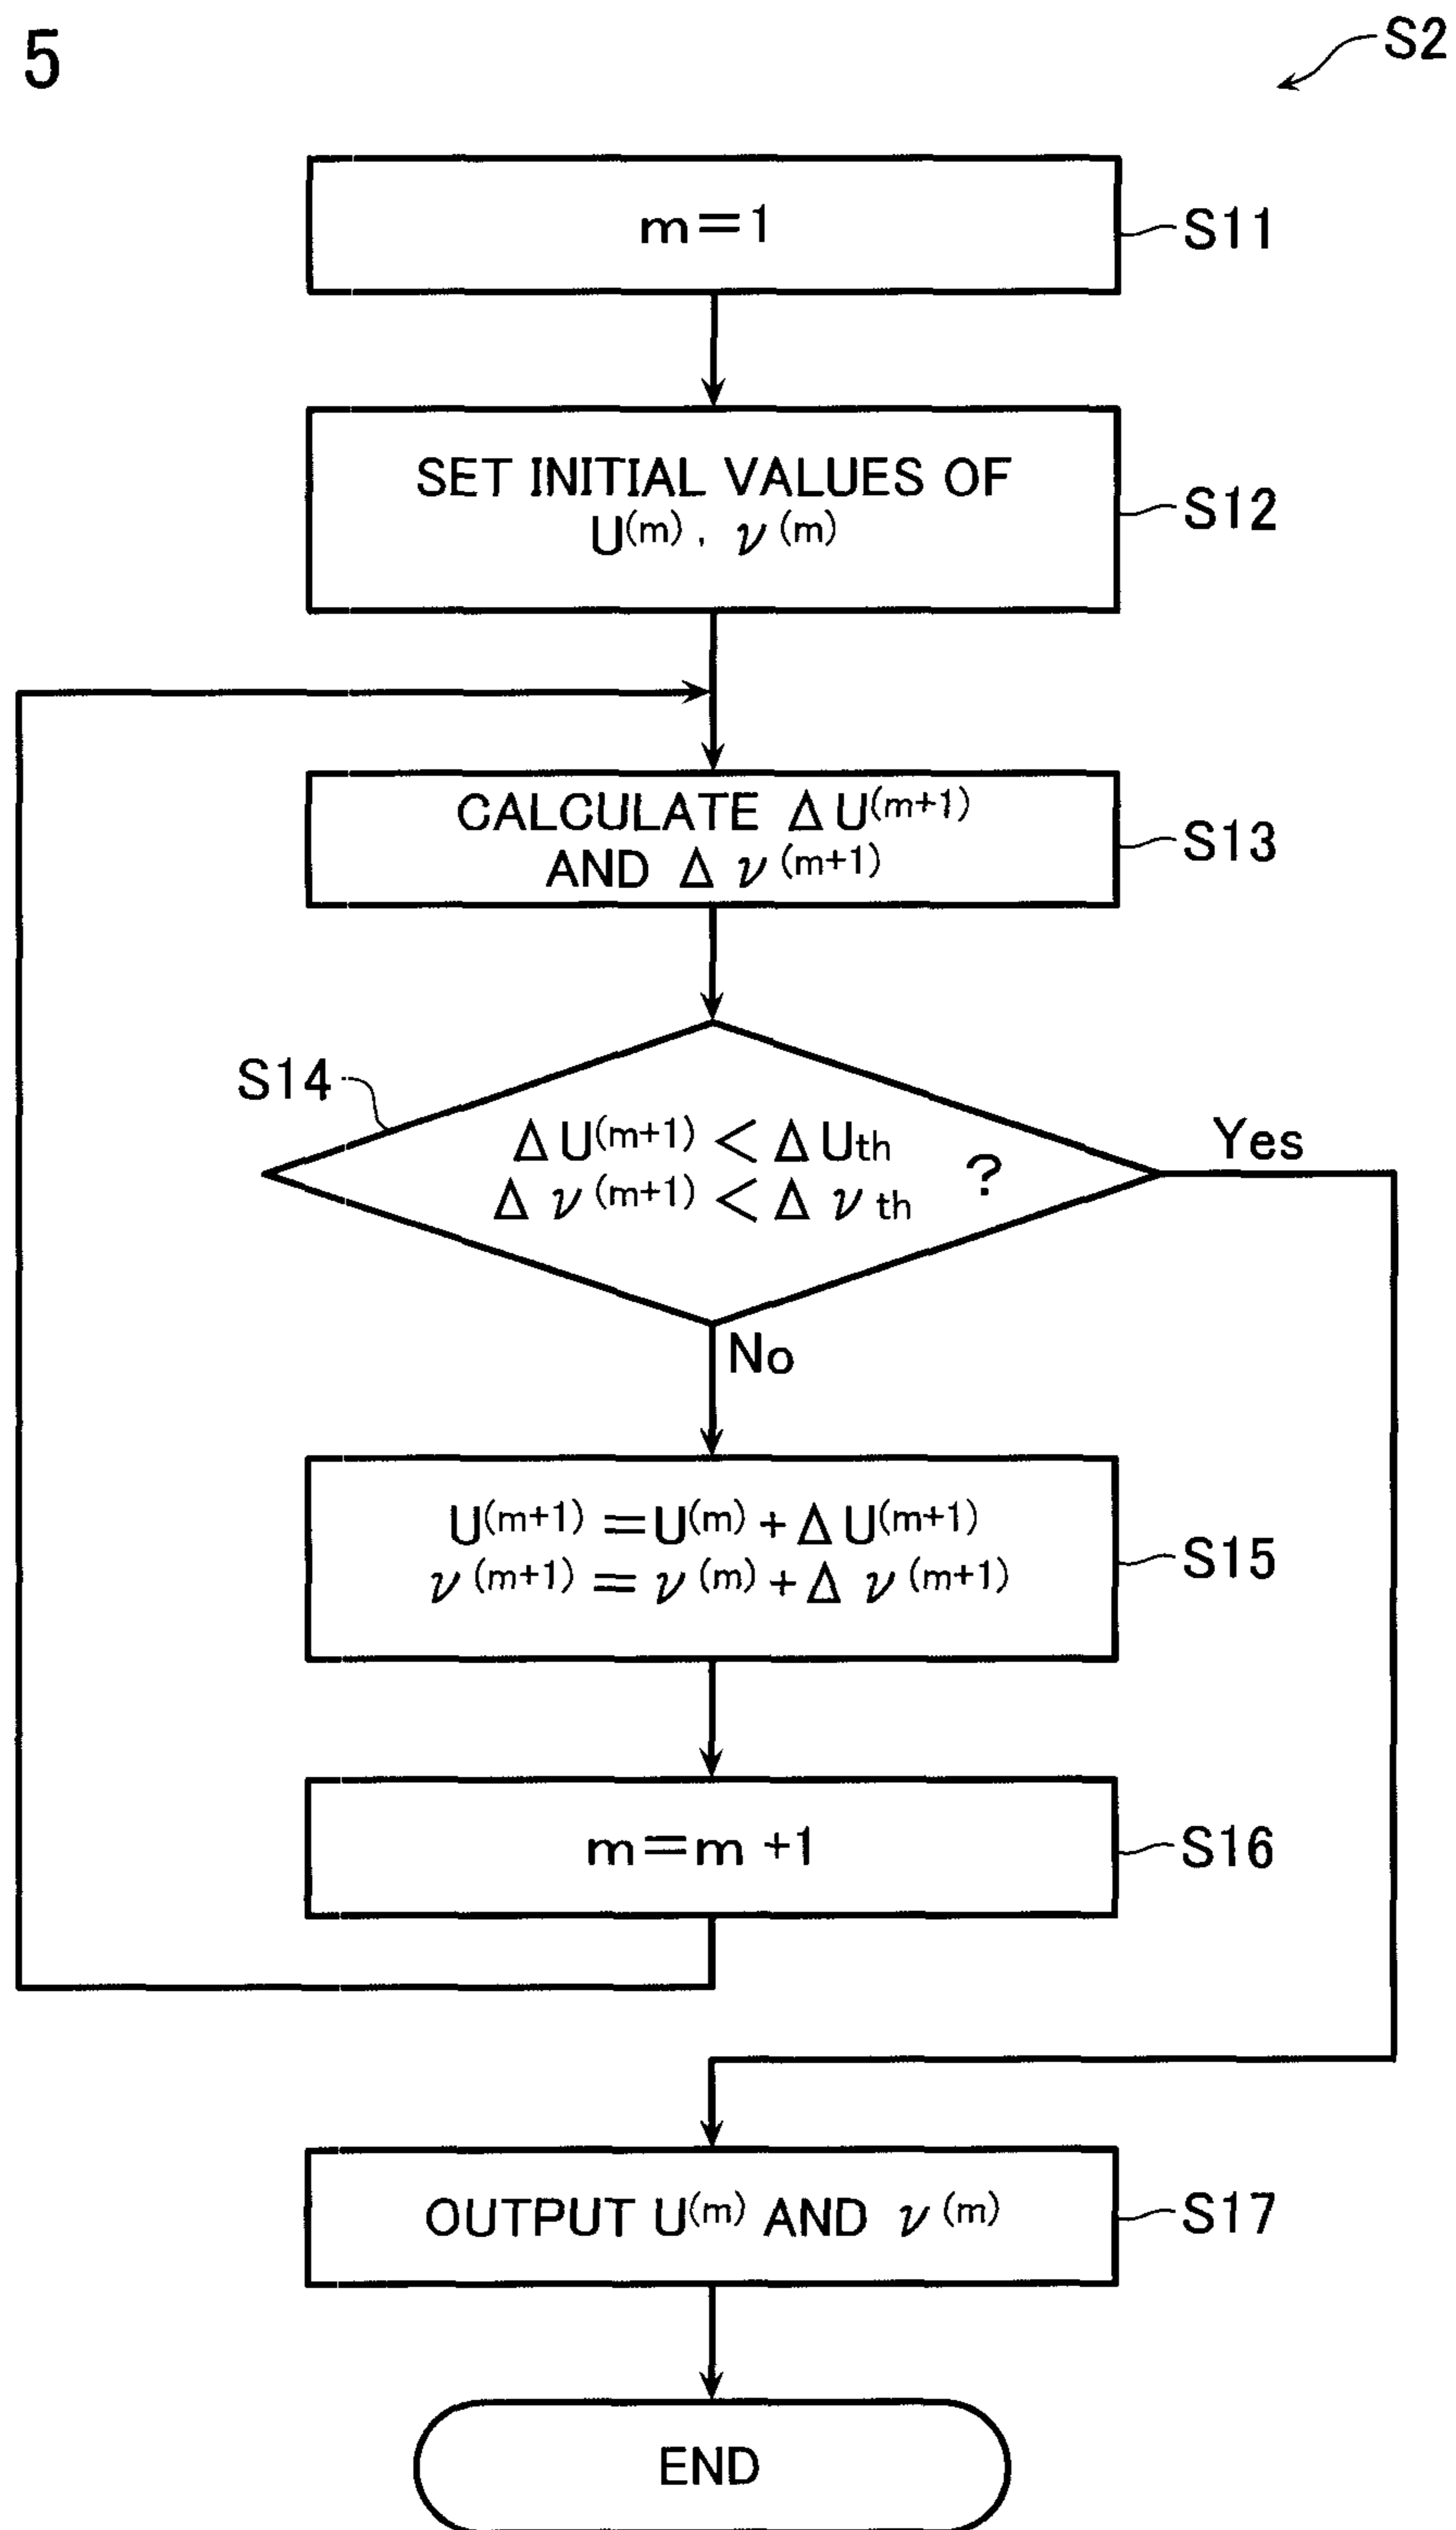 5
S2
m=1
S11
SET INITIAL VALUES OF
U(m), ν(m)
S12
CALCULATE ΔU(m+1)
AND Δν(m+1)
S13
S14
ΔU(m+1) < ΔUth
Δν(m+1) < Δνth
?
Yes
No
U(m+1) = U(m) + ΔU(m+1)
ν(m+1) = ν(m) + Δν(m+1)
S15
m=m+1
S16
OUTPUT U(m) AND ν(m)
S17
END